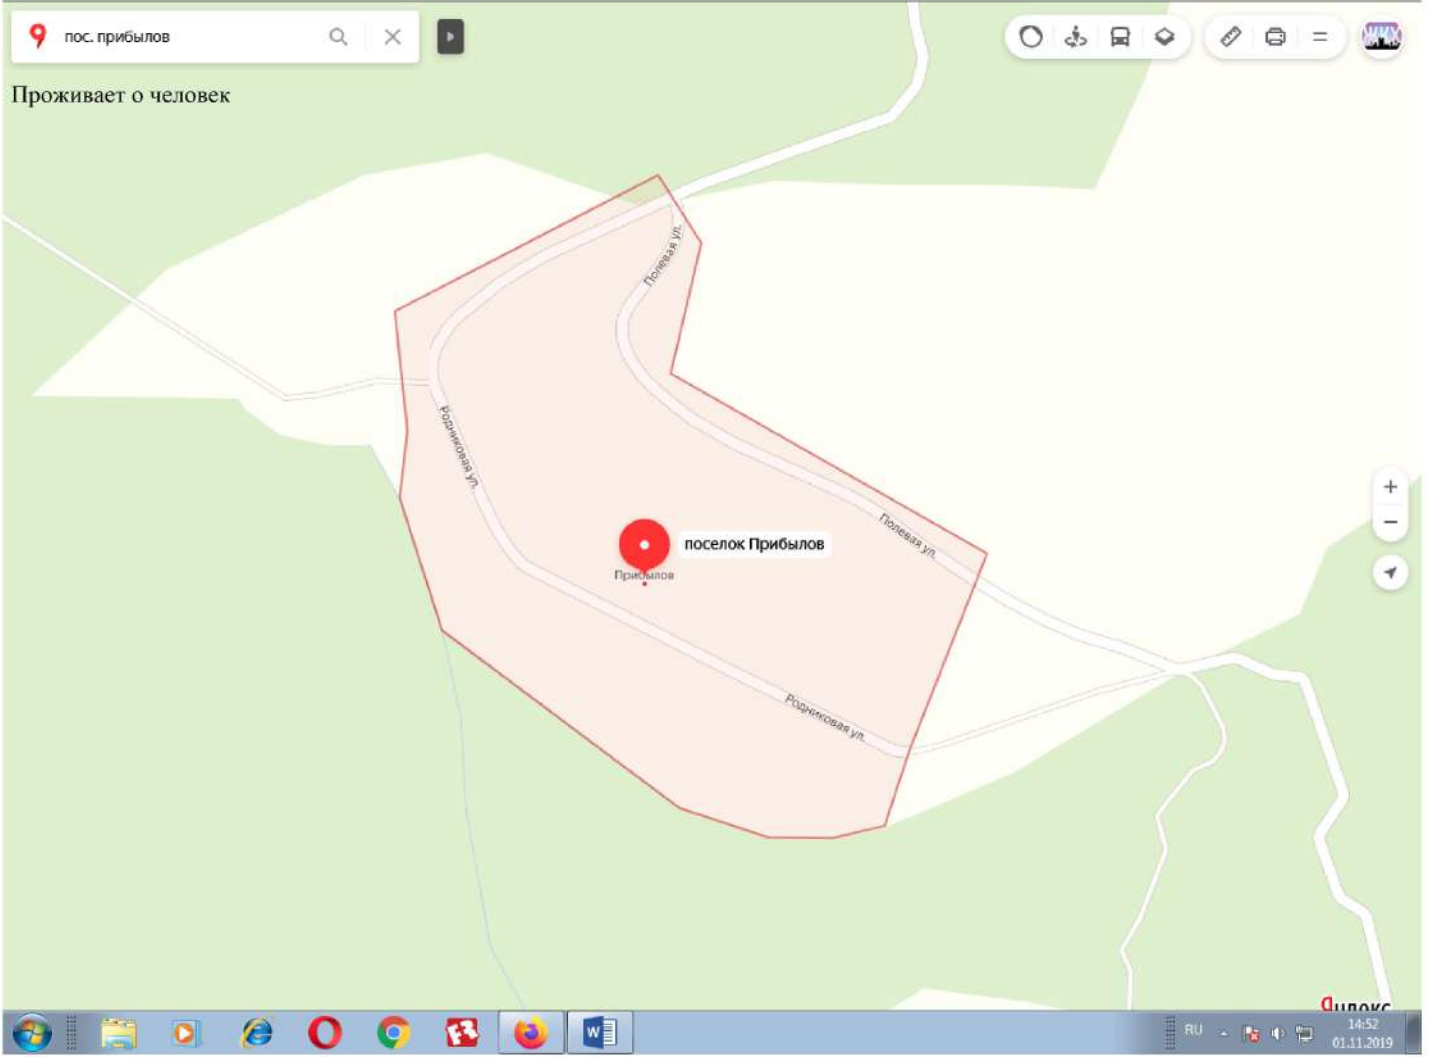 пос. прибылов
Проживает о человек
Полевая ул.
Родниковая ул.
Полевая ул.
поселок Прибылов
Прибылов
Родниковая ул.
Яндекс
RU
14:52
01.11.2019